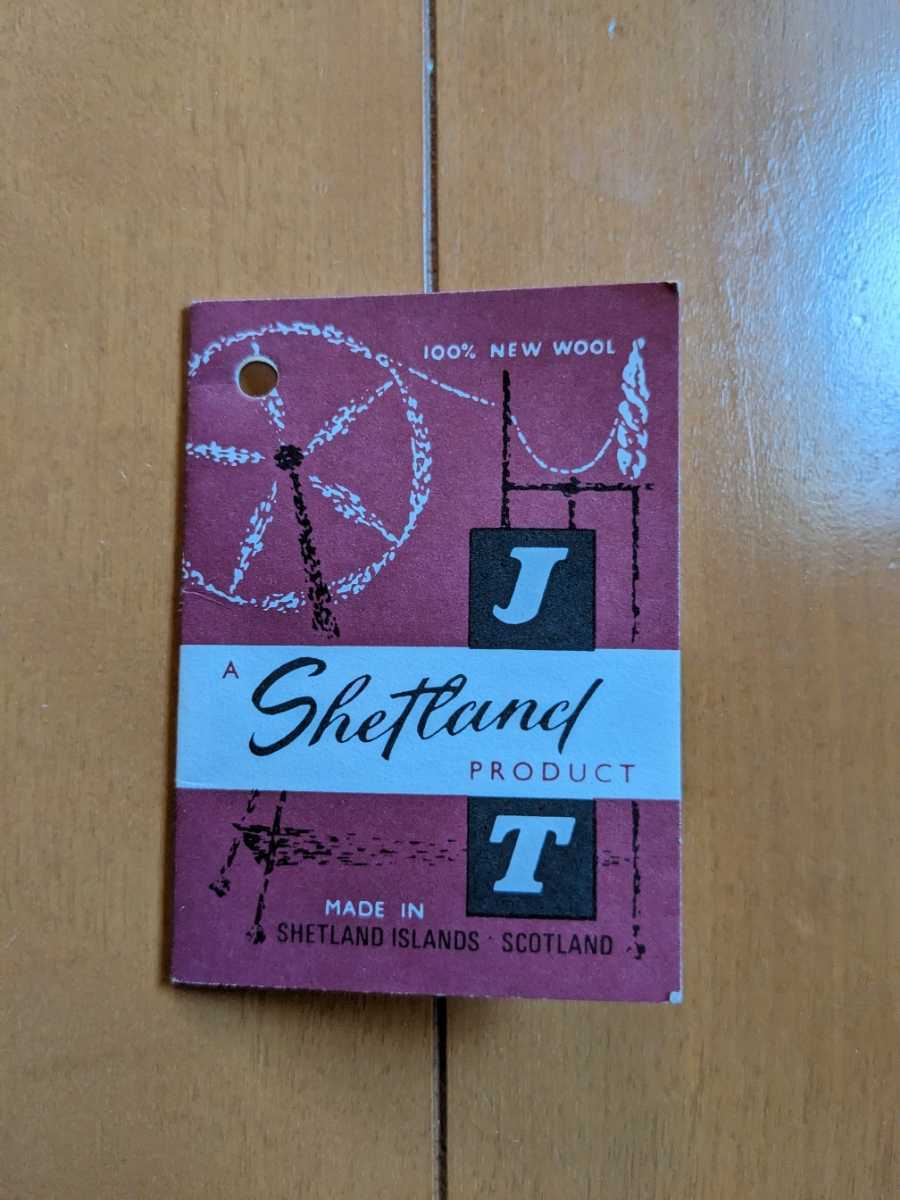 100% NEW WOOL
J
A
Shetland
PRODUCT
T
MADE IN
SHETLAND ISLANDS · SCOTLAND